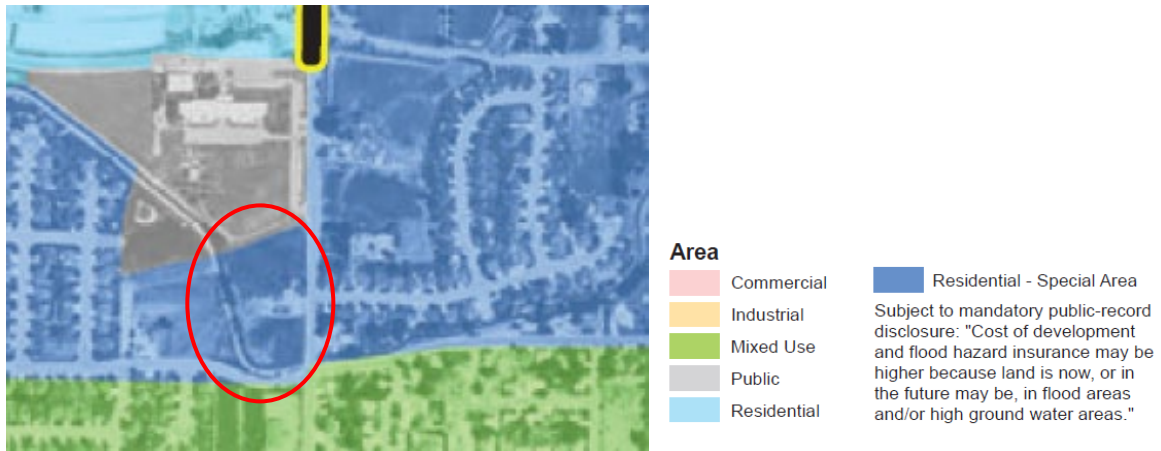 Area
Commercial
Industrial
Mixed Use
Public
Residential
Residential - Special Area
Subject to mandatory public-record
disclosure: "Cost of development
and flood hazard insurance may be
higher because land is now, or in
the future may be, in flood areas
and/or high ground water areas."